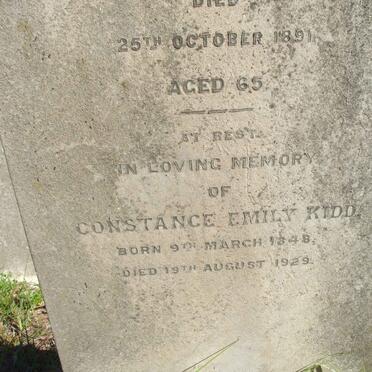 DIED
25TH OCTOBER 1891,
AGED 65
AT REST.
IN LOVING MEMORY
OF
CONSTANCE EMILY KIDD,
BORN 9TH MARCH 1848,
DIED 19TH AUGUST 1929.